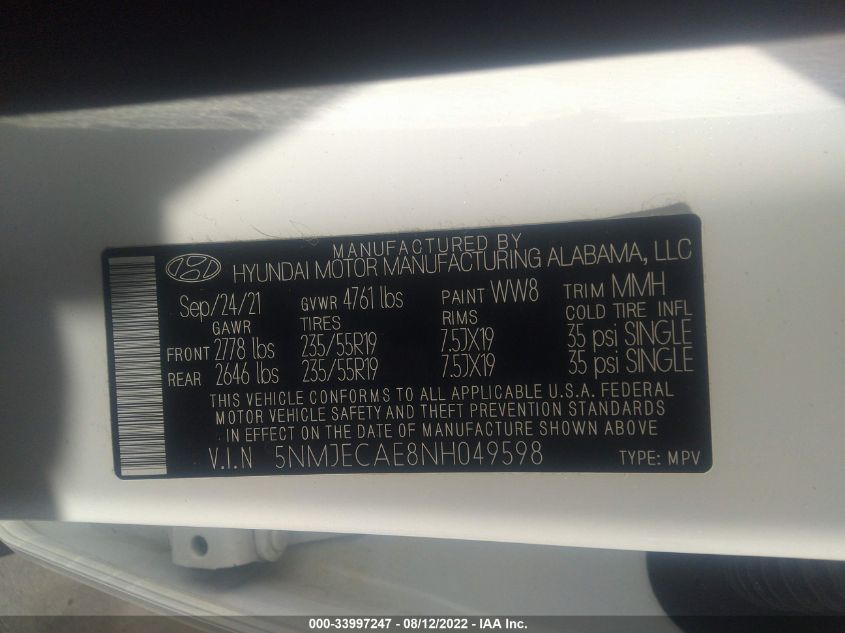 MANUFACTURED BY
HYUNDAI MOTOR MANUFACTURING ALABAMA, LLC
Sep/24/21 GVWR 4761 lbs PAINT WW8 TRIM MMH
GAWR TIRES RIMS COLD TIRE INFL
FRONT 2778 lbs 235/55R19 7.5JX19 35 psi SINGLE
REAR 2646 lbs 235/55R19 7.5JX19 35 psi SINGLE
THIS VEHICLE CONFORMS TO ALL APPLICABLE U.S.A. FEDERAL
MOTOR VEHICLE SAFETY AND THEFT PREVENTION STANDARDS
IN EFFECT ON THE DATE OF MANUFACTURE SHOWN ABOVE
V.I.N 5NMJECAE8NH049598 TYPE: MPV
000-33997247 - 08/12/2022 - IAA Inc.